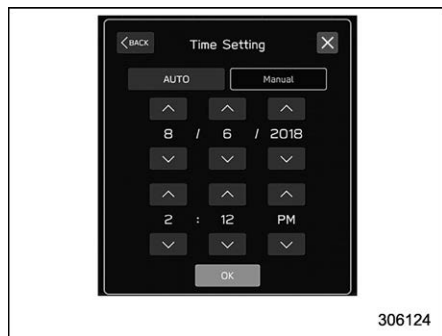 BACK Time Setting X
AUTO Manual
8 / 6 / 2018
2 : 12 PM
OK
306124